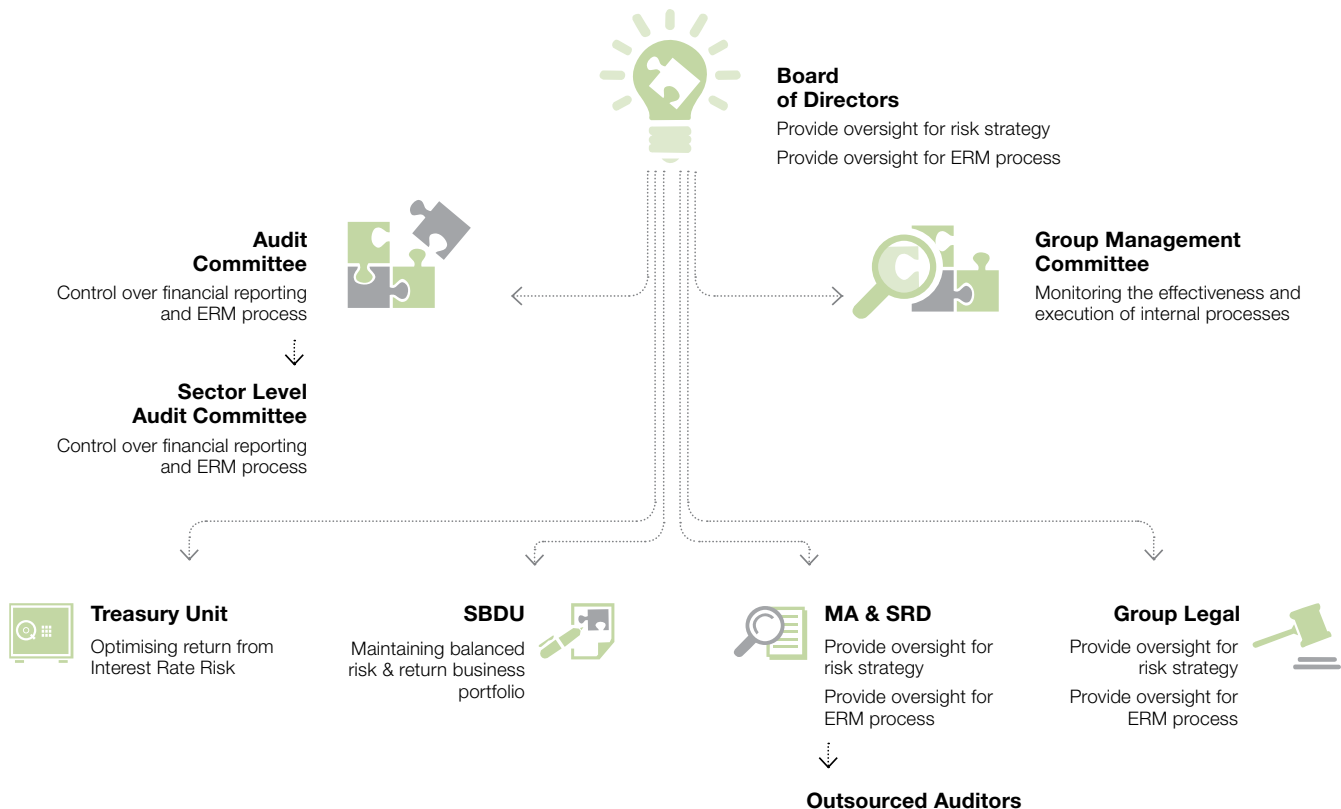 Board
of Directors
Provide oversight for risk strategy
Provide oversight for ERM process
Audit
Committee
Control over financial reporting
and ERM process
Group Management
Committee
Monitoring the effectiveness and
execution of internal processes
Sector Level
Audit Committee
Control over financial reporting
and ERM process
Treasury Unit
Optimising return from
Interest Rate Risk
SBDU
Maintaining balanced
risk & return business
portfolio
MA & SRD
Provide oversight for
risk strategy
Provide oversight for
ERM process
Group Legal
Provide oversight for
risk strategy
Provide oversight for
ERM process
Outsourced Auditors